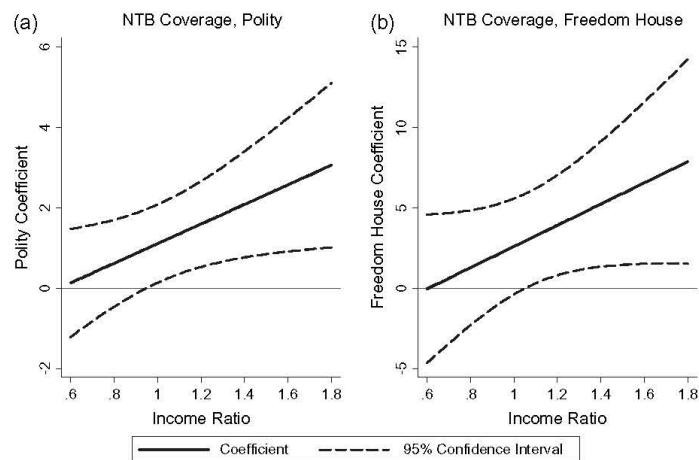 (a)
NTB Coverage, Polity
Polity Coefficient
6
4
2
0
-2
.6 .8 1 1.2 1.4 1.6 1.8
Income Ratio
(b)
NTB Coverage, Freedom House
Freedom House Coefficient
15
10
5
0
-5
.6 .8 1 1.2 1.4 1.6 1.8
Income Ratio
Coefficient
95% Confidence Interval